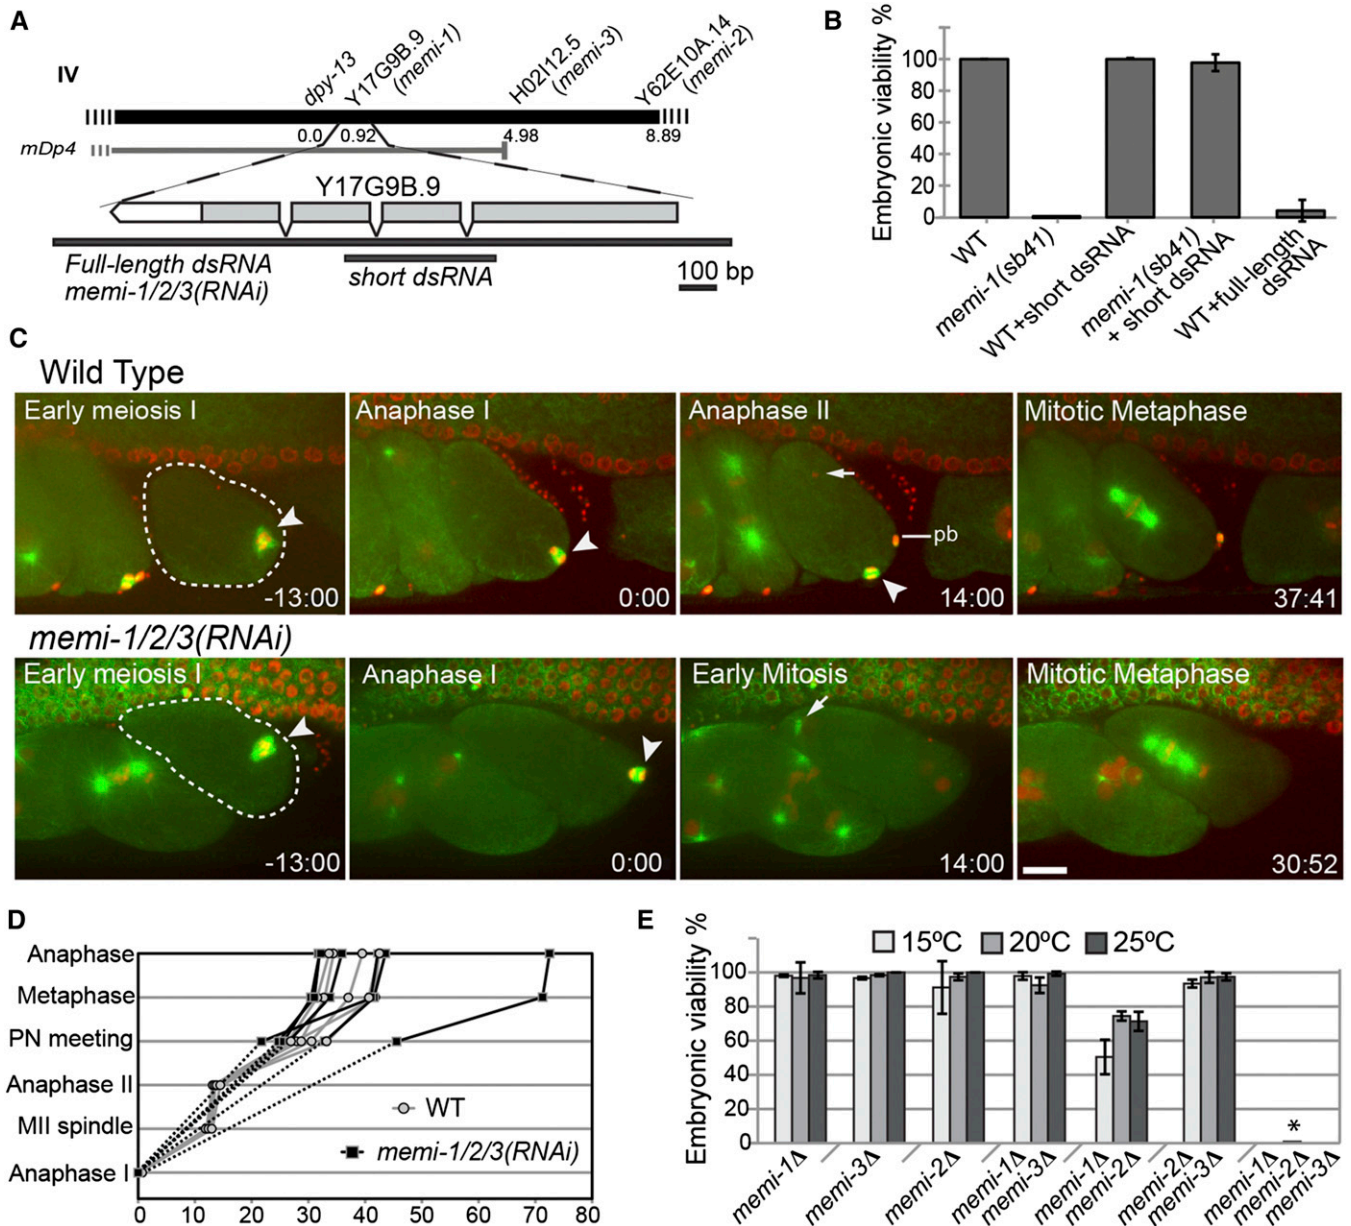 A
IV
dpy-13
Y17G9B.9
(memi-1)
H02I12.5
(memi-3)
Y62E10A.14
(memi-2)
0.0
0.92
4.98
8.89
mDp4
Y17G9B.9
Full-length dsRNA
memi-1/2/3(RNAi)
short dsRNA
100 bp
B
Embryonic viability %
100
80
60
40
20
0
WT
memi-1(sb41)
WT+short dsRNA
memi-1(sb41)
+ short dsRNA
WT+full-length
dsRNA
C
Wild Type
Early meiosis I
-13:00
Anaphase I
0:00
Anaphase II
pb
14:00
Mitotic Metaphase
37:41
memi-1/2/3(RNAi)
Early meiosis I
-13:00
Anaphase I
0:00
Early Mitosis
14:00
Mitotic Metaphase
30:52
D
Anaphase
Metaphase
PN meeting
Anaphase II
MII spindle
Anaphase I
WT
memi-1/2/3(RNAi)
0 10 20 30 40 50 60 70 80
E
Embryonic viability %
15ºC 20ºC 25ºC
100
80
60
40
20
0
*
memi-1Δ
memi-3Δ
memi-2Δ
memi-1Δ
memi-3Δ
memi-1Δ
memi-2Δ
memi-2Δ
memi-3Δ
memi-1Δ
memi-2Δ
memi-3Δ